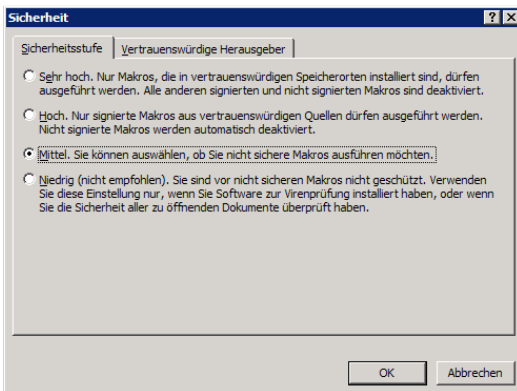 Sicherheit
Sicherheitsstufe Vertrauenswürdige Herausgeber
Sehr hoch. Nur Makros, die in vertrauenswürdigen Speicherorten installiert sind, dürfen
ausgeführt werden. Alle anderen signierten und nicht signierten Makros sind deaktiviert.
Hoch. Nur signierte Makros aus vertrauenswürdigen Quellen dürfen ausgeführt werden.
Nicht signierte Makros werden automatisch deaktiviert.
Mittel. Sie können auswählen, ob Sie nicht sichere Makros ausführen möchten.
Niedrig (nicht empfohlen). Sie sind vor nicht sicheren Makros nicht geschützt. Verwenden
Sie diese Einstellung nur, wenn Sie Software zur Virenprüfung installiert haben, oder wenn
Sie die Sicherheit aller zu öffnenden Dokumente überprüft haben.
OK Abbrechen